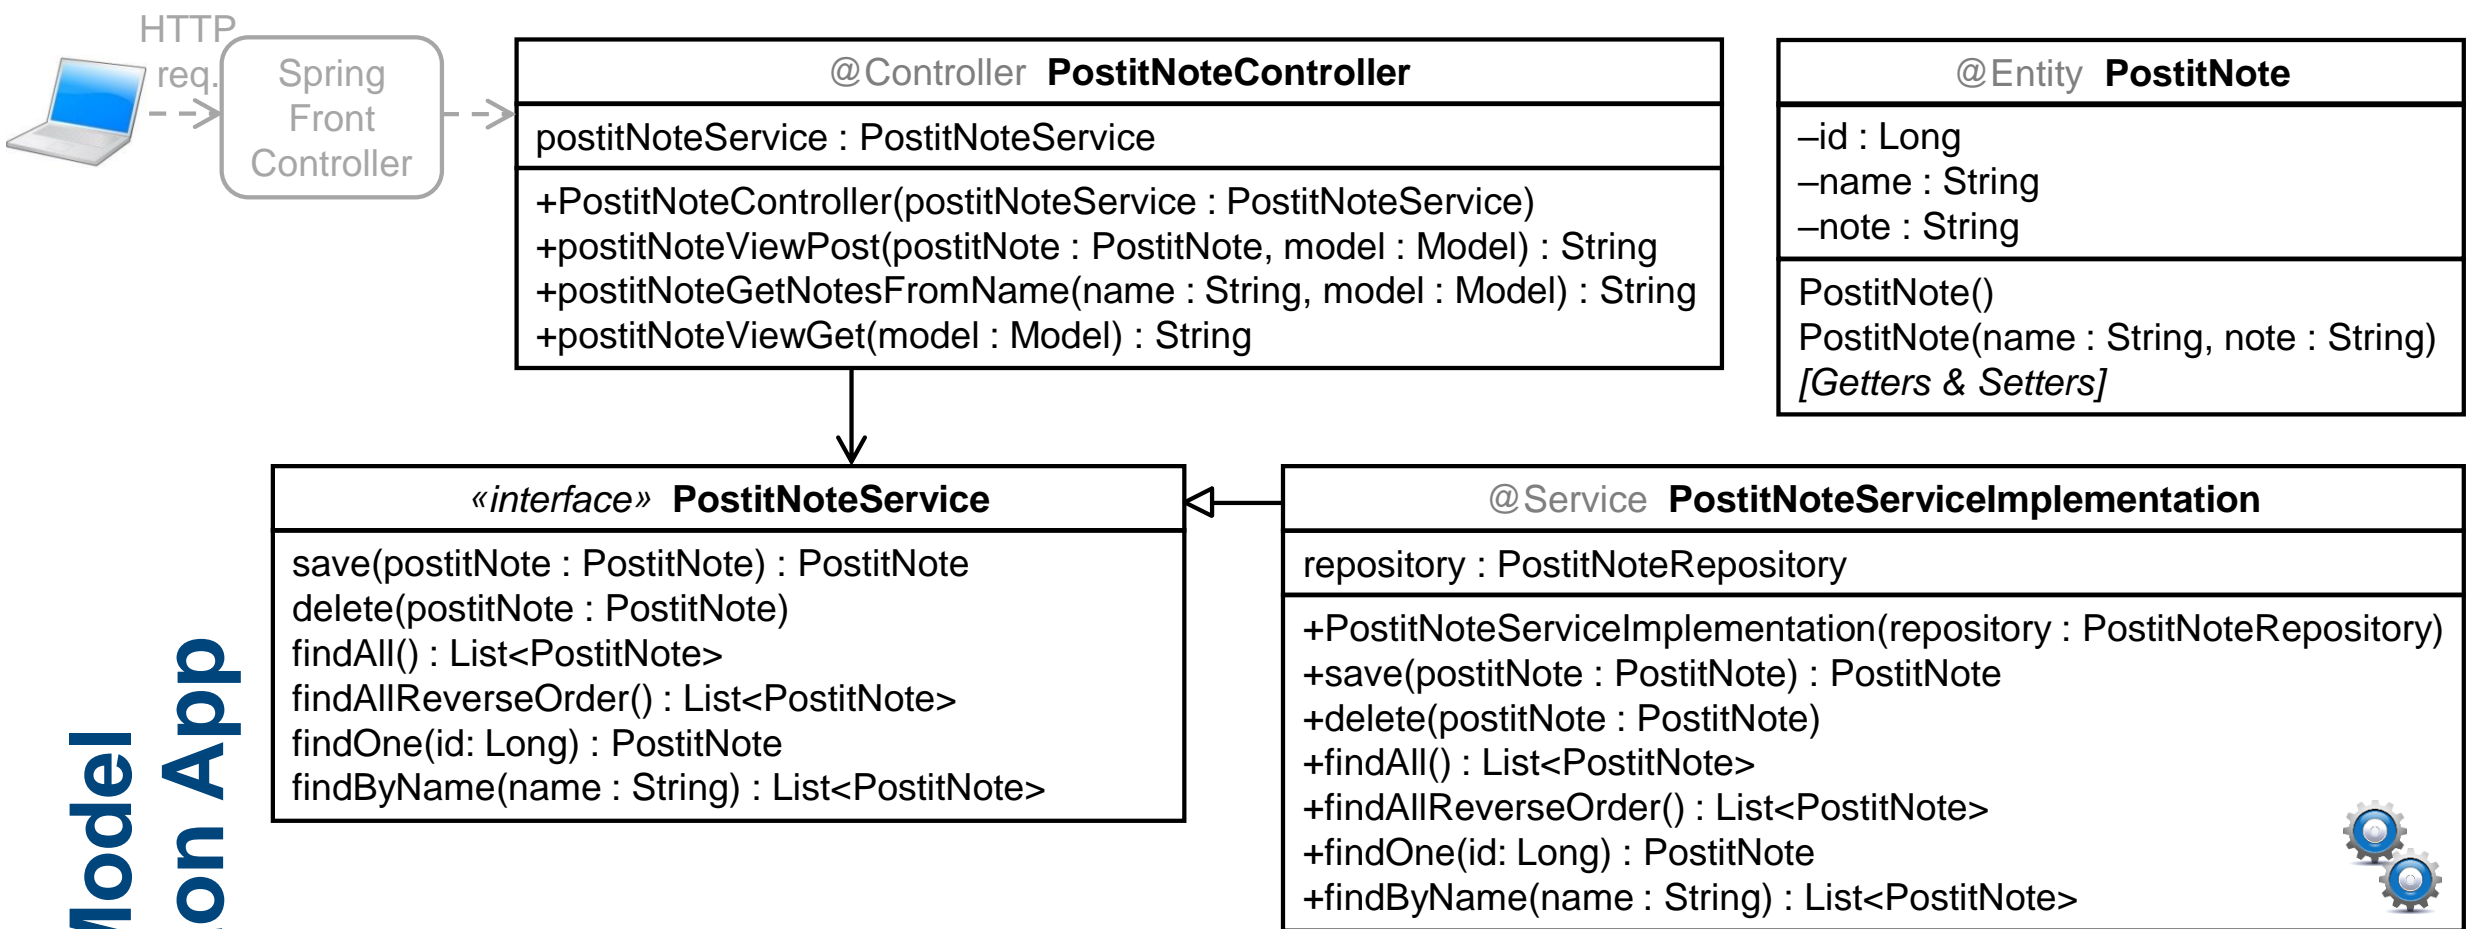 HTTP
req.
Spring
Front
Controller
@Controller PostitNoteController
postitNoteService : PostitNoteService
+PostitNoteController(postitNoteService : PostitNoteService)
+postitNoteViewPost(postitNote : PostitNote, model : Model) : String
+postitNoteGetNotesFromName(name : String, model : Model) : String
+postitNoteViewGet(model : Model) : String
@Entity PostitNote
–id : Long
–name : String
–note : String
PostitNote()
PostitNote(name : String, note : String)
[Getters & Setters]
«interface» PostitNoteService
save(postitNote : PostitNote) : PostitNote
delete(postitNote : PostitNote)
findAll() : List<PostitNote>
findAllReverseOrder() : List<PostitNote>
findOne(id: Long) : PostitNote
findByName(name : String) : List<PostitNote>
@Service PostitNoteServiceImplementation
repository : PostitNoteRepository
+PostitNoteServiceImplementation(repository : PostitNoteRepository)
+save(postitNote : PostitNote) : PostitNote
+delete(postitNote : PostitNote)
+findAll() : List<PostitNote>
+findAllReverseOrder() : List<PostitNote>
+findOne(id: Long) : PostitNote
+findByName(name : String) : List<PostitNote>
Model
on App